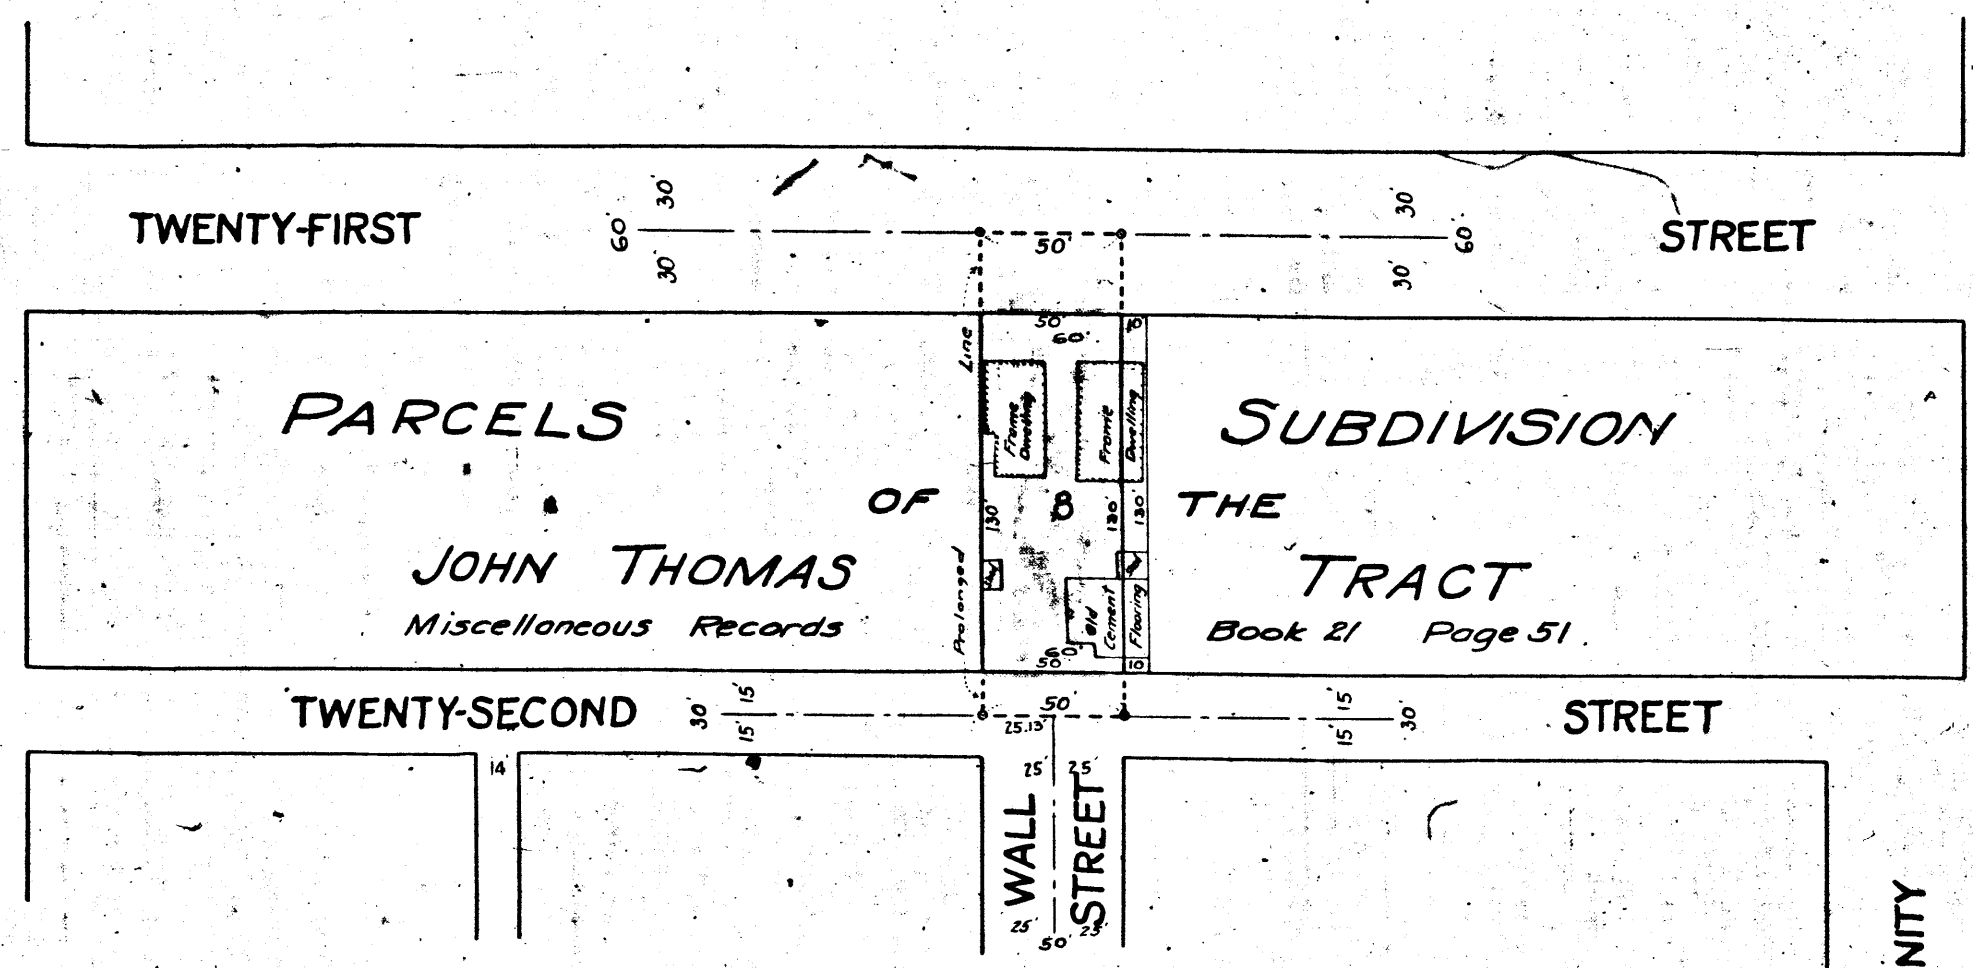 TWENTY-FIRST STREET
60' 30' 30'
50'
30' 30' 60'
Line
50'
60'
10
PARCELS SUBDIVISION
Frame Dwelling
Frame Dwelling
OF 130' 8 130' 130' THE
JOHN THOMAS TRACT
Prolonged
Miscellaneous Records Book 21 Page 51.
Old Cement Flooring
60'
50'
10
TWENTY-SECOND STREET
30' 15' 15'
50'
15' 15' 30'
25.13'
14'
25' 25'
WALL STREET
25' 25'
50'
NITY